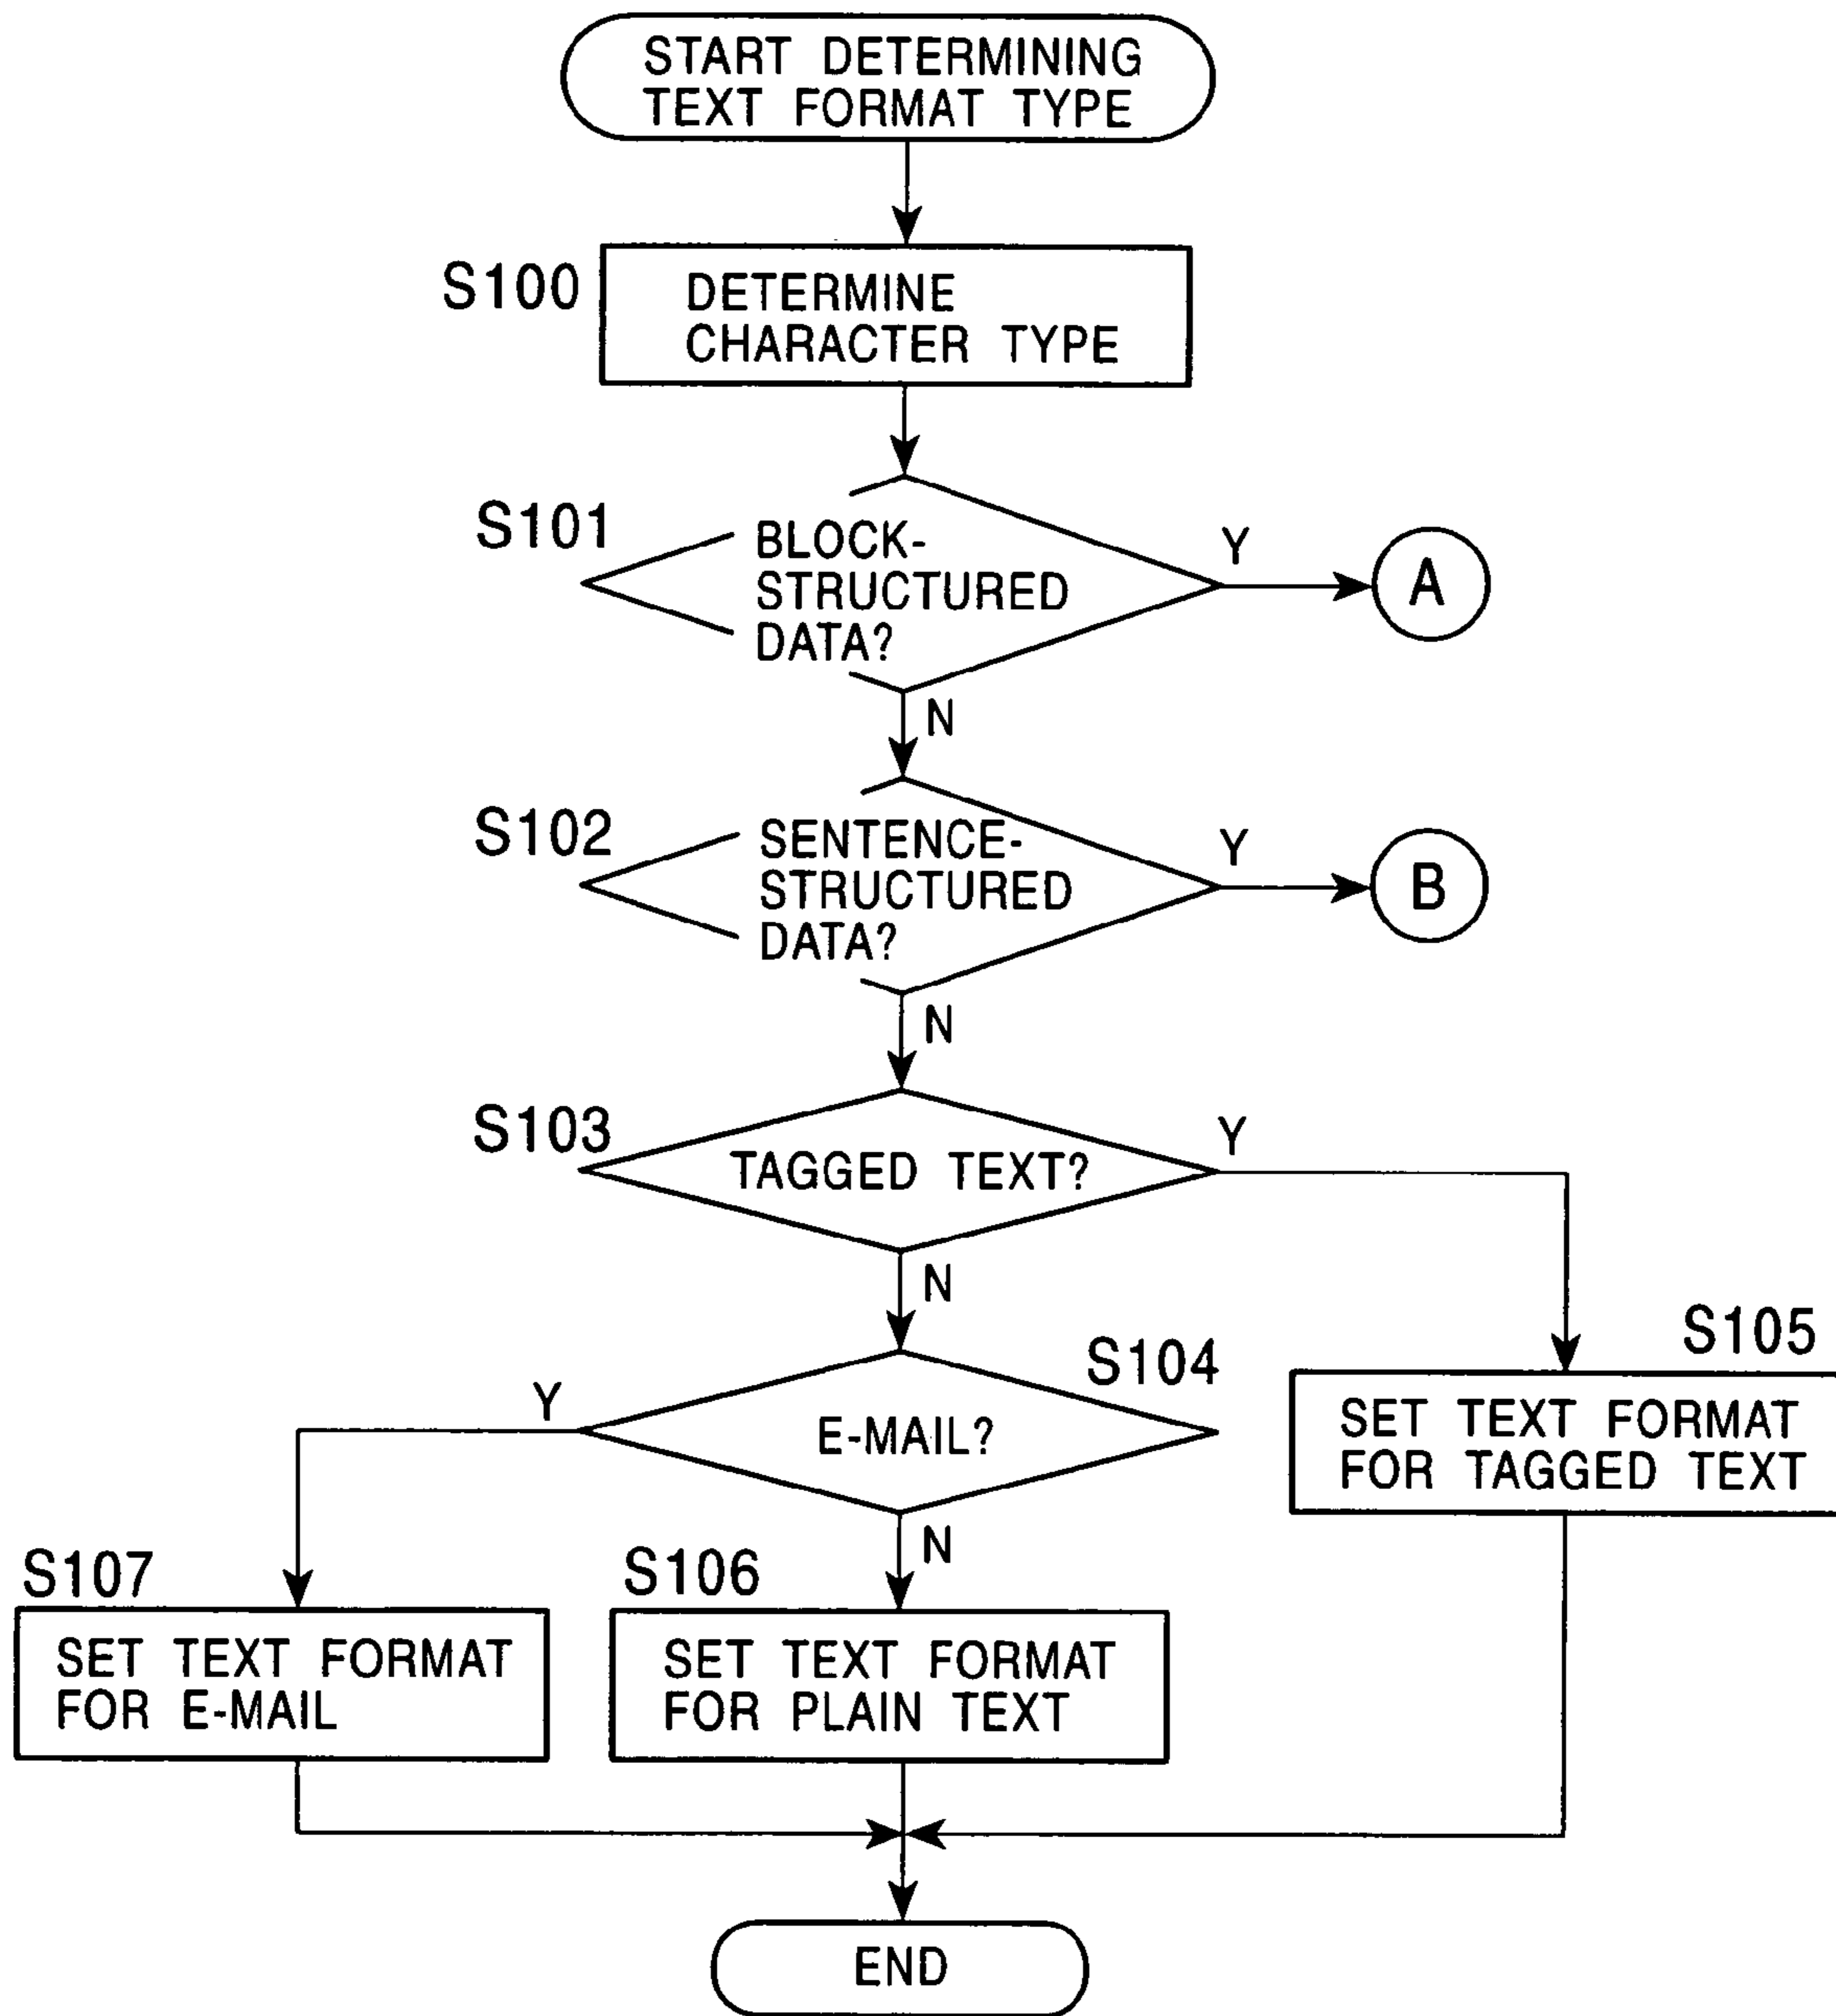 START DETERMINING
TEXT FORMAT TYPE
S100
DETERMINE
CHARACTER TYPE
S101
BLOCK-
STRUCTURED
DATA?
Y
A
N
S102
SENTENCE-
STRUCTURED
DATA?
Y
B
N
S103
TAGGED TEXT?
Y
N
S104
E-MAIL?
Y
N
S105
SET TEXT FORMAT
FOR TAGGED TEXT
S107
SET TEXT FORMAT
FOR E-MAIL
S106
SET TEXT FORMAT
FOR PLAIN TEXT
END